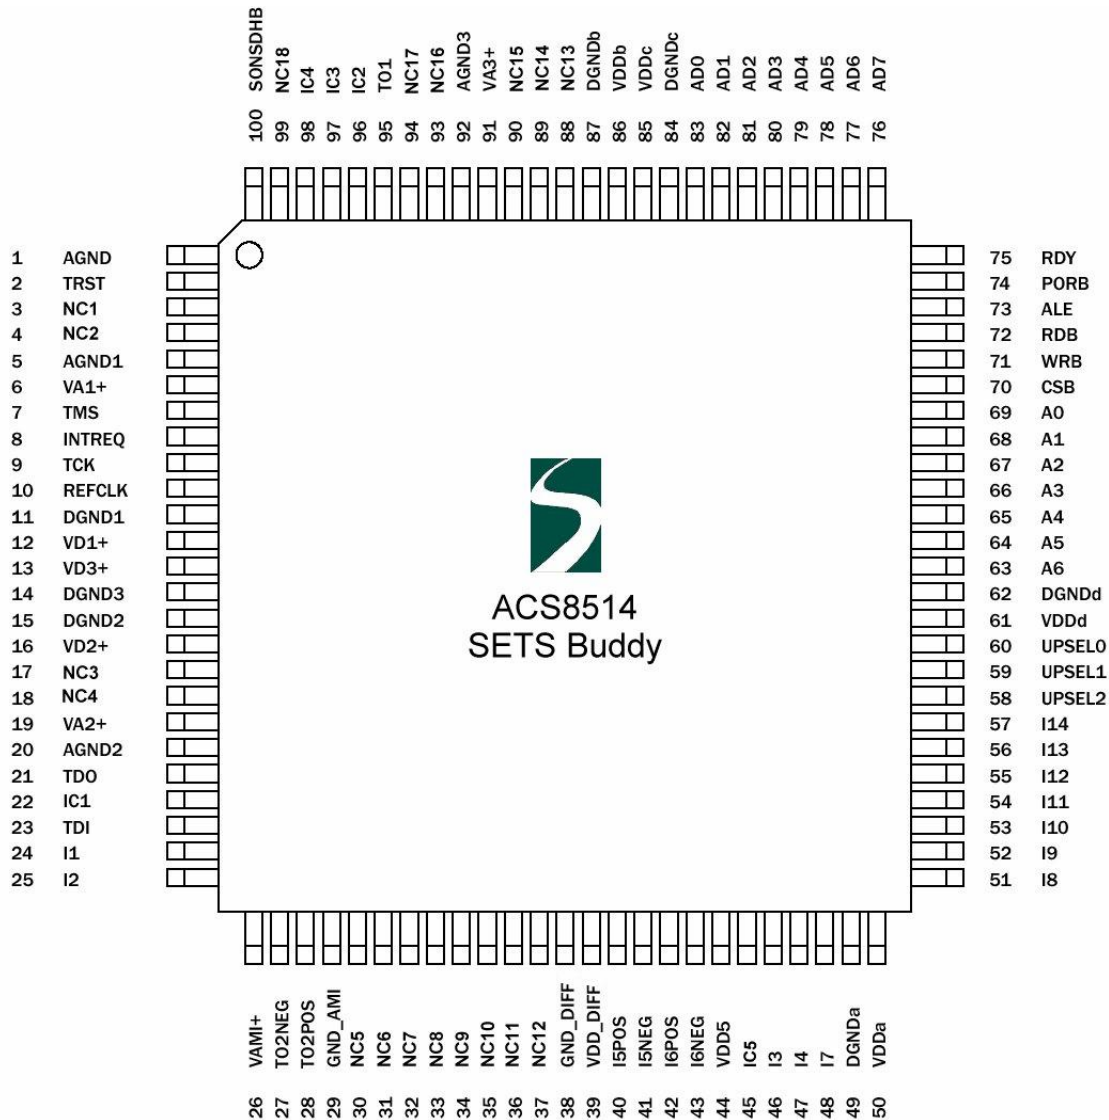 SONSDHB
NC18
IC4
IC3
IC2
TO1
NC17
NC16
AGND3
VA3+
NC15
NC14
NC13
DGNDb
VDDb
VDDc
DGNDc
AD0
AD1
AD2
AD3
AD4
AD5
AD6
AD7
100 99 98 97 96 95 94 93 92 91 90 89 88 87 86 85 84 83 82 81 80 79 78 77 76
1 AGND
2 TRST
3 NC1
4 NC2
5 AGND1
6 VA1+
7 TMS
8 INTREQ
9 TCK
10 REFCLK
11 DGND1
12 VD1+
13 VD3+
14 DGND3
15 DGND2
16 VD2+
17 NC3
18 NC4
19 VA2+
20 AGND2
21 TDO
22 IC1
23 TDI
24 I1
25 I2
ACS8514
SETS Buddy
75 RDY
74 PORB
73 ALE
72 RDB
71 WRB
70 CSB
69 A0
68 A1
67 A2
66 A3
65 A4
64 A5
63 A6
62 DGNDd
61 VDDd
60 UPSEL0
59 UPSEL1
58 UPSEL2
57 I14
56 I13
55 I12
54 I11
53 I10
52 I9
51 I8
VAMI+
TO2NEG
TO2POS
GND_AMI
NC5
NC6
NC7
NC8
NC9
NC10
NC11
NC12
GND_DIFF
VDD_DIFF
I5POS
I5NEG
I6POS
I6NEG
VDD5
IC5
I3
I4
I7
DGNDa
VDDa
26 27 28 29 30 31 32 33 34 35 36 37 38 39 40 41 42 43 44 45 46 47 48 49 50